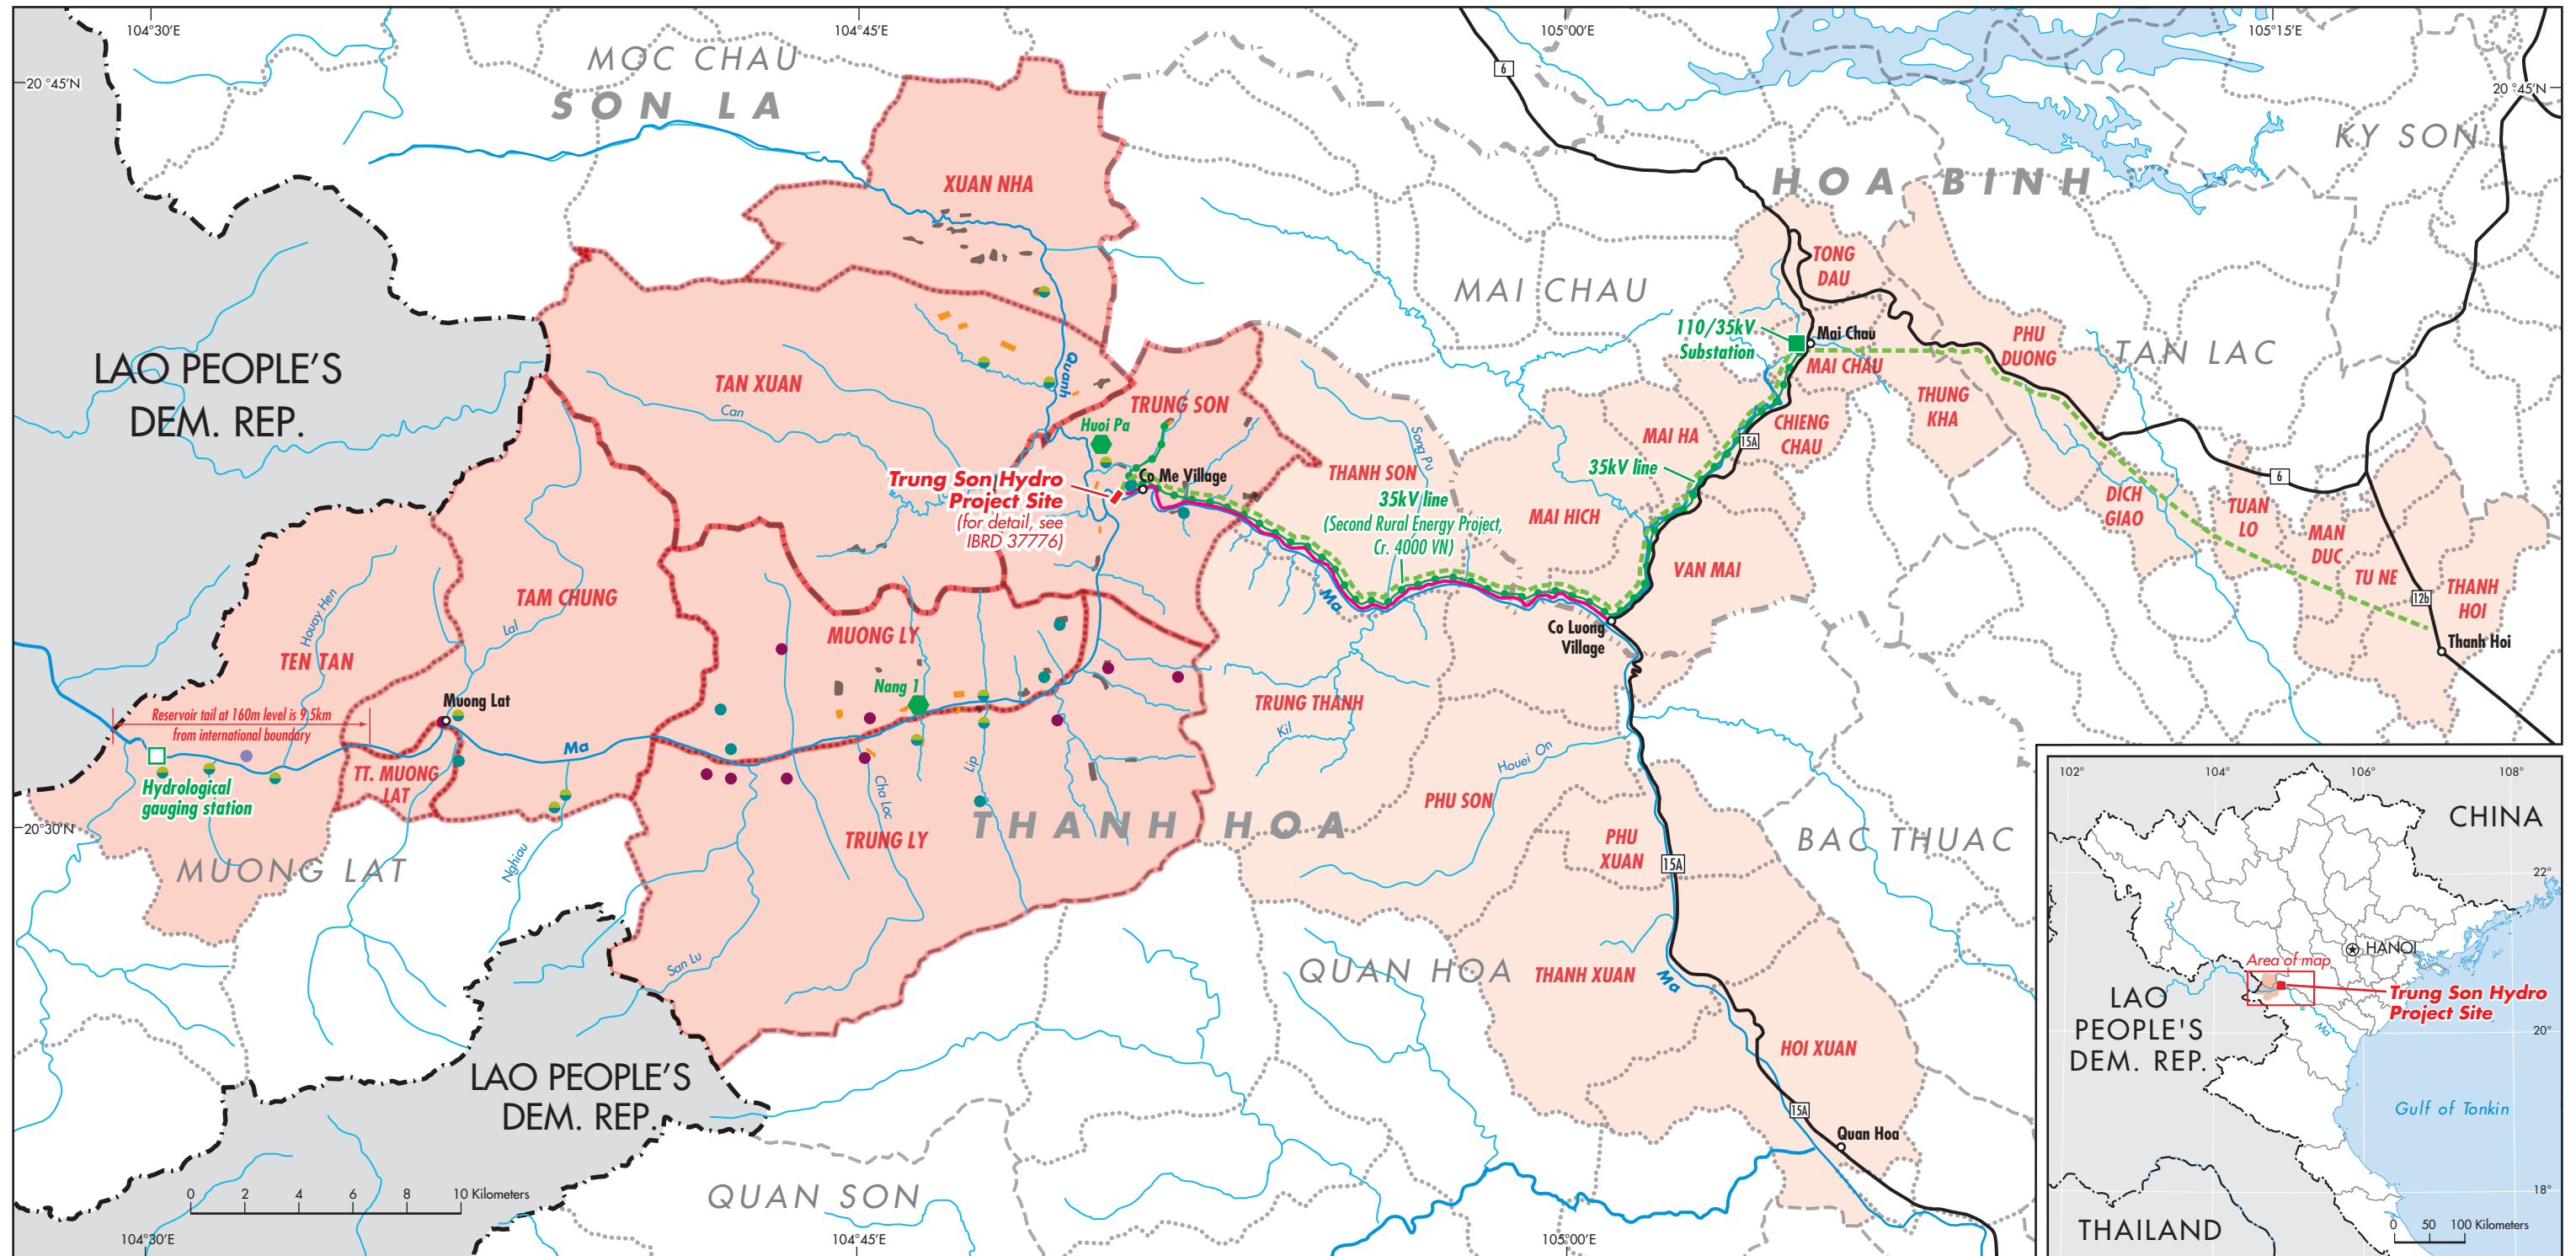 104°30'E
104°45'E
105°00'E
105°15'E
20°45'N
20°45'N
MOC CHAU
SON LA
6
KY SON
XUAN NHA
HOA BINH
TONG
DAU
MAI CHAU
110/35kV
Substation
Mai Chau
MAI CHAU
PHU
DUONG
TAN LAC
LAO PEOPLE'S
DEM. REP.
TAN XUAN
Can
Quanh
TRUNG SON
Huoi Pa
THUNG
KHA
CHIENG
CHAU
MAI HA
15A
Song Pu
35kV line
Trung Son Hydro
Project Site
(for detail, see
IBRD 37776)
Co Me Village
THANH SON
35kV line
(Second Rural Energy Project,
Cr. 4000 VN)
MAI HICH
DICH
GIAO
TUAN
LO
6
MAN
DUC
TU NE
THANH
HOI
12b
Thanh Hoi
VAN MAI
Ma
Co Luong
Village
Houay Hen
TAM CHUNG
Lal
TEN TAN
MUONG LY
Nang 1
Muong Lat
Reservoir tail at 160m level is 9.5km
from international boundary
TRUNG THANH
Kil
Ma
Hydrological
gauging station
TT. MUONG
LAT
Lip
Cha Loc
Houei On
PHU SON
20°30'N
THANH HOA
TRUNG LY
PHU
XUAN
15A
BAC THUAC
MUONG LAT
Nghiau
San Lu
QUAN HOA
THANH XUAN
Ma
HOI XUAN
LAO PEOPLE'S
DEM. REP.
15A
Quan Hoa
QUAN SON
0 2 4 6 8 10 Kilometers
104°30'E
104°45'E
105°00'E
102°
104°
106°
108°
CHINA
22°
HANOI
Area of map
Trung Son Hydro
Project Site
LAO
PEOPLE'S
DEM. REP.
Ma
20°
Gulf of Tonkin
18°
THAILAND
0 50 100 Kilometers